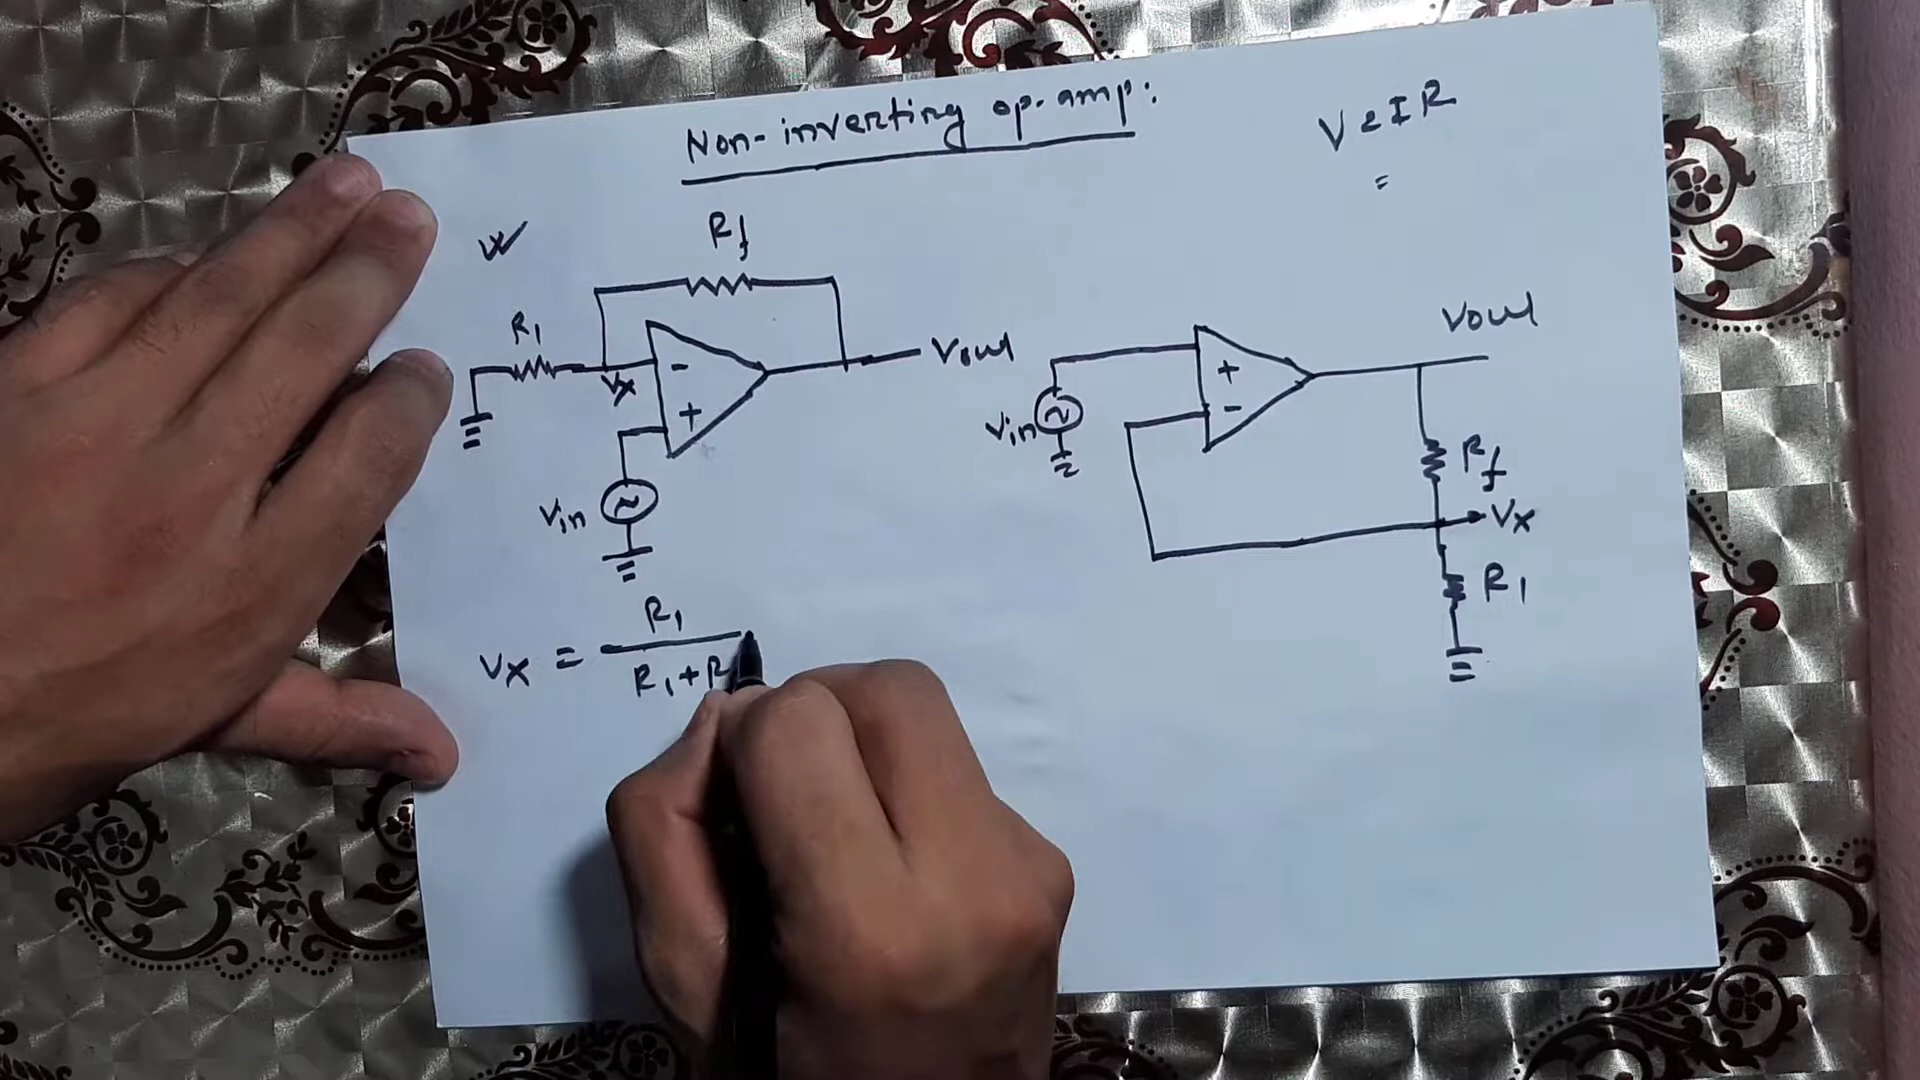 Non-inverting op-amp:
V = IR
=
Rf
R1
Vx
-
+
Vout
Vin
Vout
+
-
Vin
Rf
Vx
R1
R1
Vx = ———
R1+R